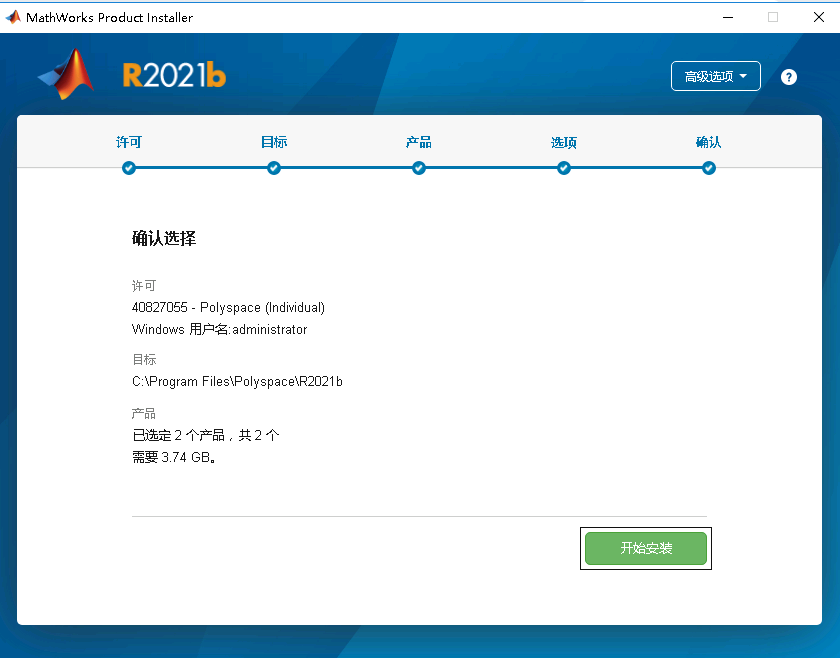 MathWorks Product Installer
R2021b
高级选项
?
许可 目标 产品 选项 确认
确认选择
许可
40827055 - Polyspace (Individual)
Windows 用户名:administrator
目标
C:\Program Files\Polyspace\R2021b
产品
已选定 2 个产品，共 2 个
需要 3.74 GB。
开始安装